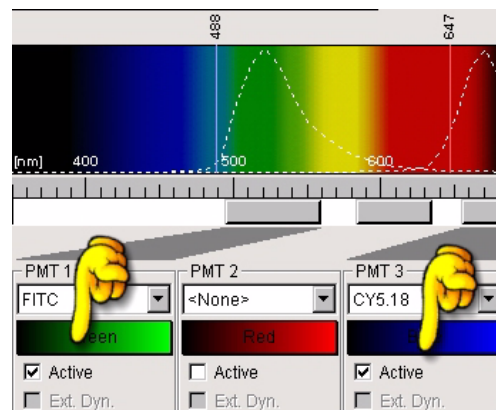 488 647
[nm] 400 500 600
PMT 1 PMT 2 PMT 3
FITC <None> CY5.18
Red
Active Active Active
Ext. Dyn. Ext. Dyn. Ext. Dyn.